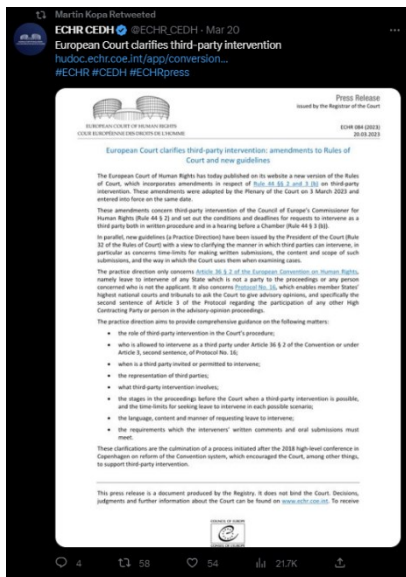 Martin Kopa Retweeted
ECHR CEDH @ECHR_CEDH · Mar 20
European Court clarifies third-party intervention
hudoc.echr.coe.int/app/conversion...
#ECHR #CEDH #ECHRpress
Press Release
issued by the Registrar of the Court
EUROPEAN COURT OF HUMAN RIGHTS
COUR EUROPÉENNE DES DROITS DE L'HOMME
ECHR 084 (2023)
20.03.2023
European Court clarifies third-party intervention: amendments to Rules of
Court and new guidelines
The European Court of Human Rights has today published on its website a new version of the Rules
of Court, which incorporates amendments in respect of Rule 44 §§ 2 and 3 (b) on third-party
intervention. These amendments were adopted by the Plenary of the Court on 3 March 2023 and
entered into force on the same date.
These amendments concern third-party intervention of the Council of Europe's Commissioner for
Human Rights (Rule 44 § 2) and set out the conditions and deadlines for requests to intervene as a
third party both in written procedure and in a hearing before a Chamber (Rule 44 § 3 (b)).
In parallel, new guidelines (a Practice Direction) have been issued by the President of the Court (Rule
32 of the Rules of Court) with a view to clarifying the manner in which third parties can intervene, in
particular as concerns time-limits for making written submissions, the content and scope of such
submissions, and the way in which the Court uses them when examining cases.
The practice direction only concerns Article 36 § 2 of the European Convention on Human Rights,
namely leave to intervene of any State which is not a party to the proceedings or any person
concerned who is not the applicant. It also concerns Protocol No. 16, which enables member States'
highest national courts and tribunals to ask the Court to give advisory opinions, and specifically the
second sentence of Article 3 of the Protocol regarding the participation of any other High
Contracting Party or person in the advisory-opinion proceedings.
The practice direction aims to provide comprehensive guidance on the following matters:
• the role of third-party intervention in the Court's procedure;
• who is allowed to intervene as a third party under Article 36 § 2 of the Convention or under
Article 3, second sentence, of Protocol No. 16;
• when is a third party invited or permitted to intervene;
• the representation of third parties;
• what third-party intervention involves;
• the stages in the proceedings before the Court when a third-party intervention is possible,
and the time-limits for seeking leave to intervene in each possible scenario;
• the language, content and manner of requesting leave to intervene;
• the requirements which the interveners' written comments and oral submissions must
meet.
These clarifications are the culmination of a process initiated after the 2018 high-level conference in
Copenhagen on reform of the Convention system, which encouraged the Court, among other things,
to support third-party intervention.
This press release is a document produced by the Registry. It does not bind the Court. Decisions,
judgments and further information about the Court can be found on www.echr.coe.int. To receive
COUNCIL OF EUROPE
CONSEIL DE L'EUROPE
4 58 54 21.7K